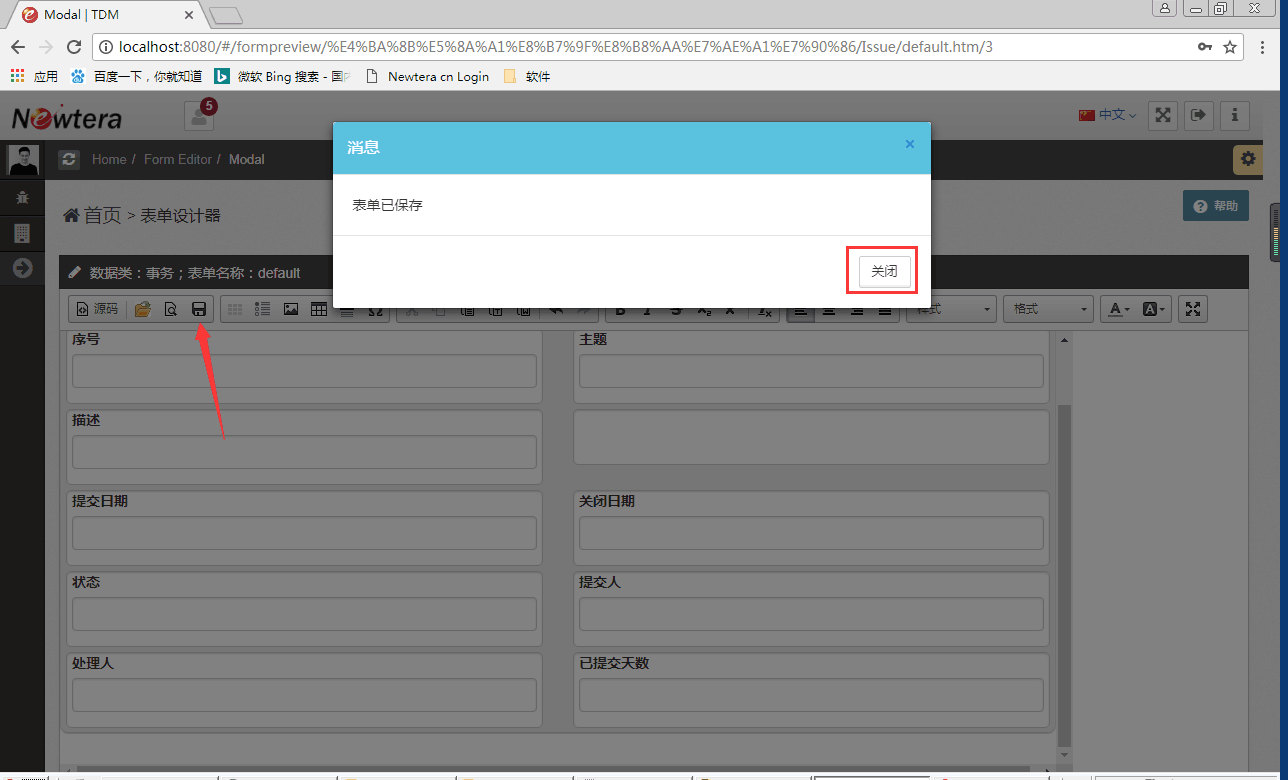 Modal | TDM
localhost:8080/#/formpreview/%E4%BA%8B%E5%8A%A1%E8%B7%9F%E8%B8%AA%E7%AE%A1%E7%90%86/Issue/default.htm/3
应用 百度一下，你就知道 微软 Bing 搜索 - 国 Newtera cn Login 软件
Newtera 5 中文
Home / Form Editor / Modal
消息 ×
表单已保存
关闭
首页 > 表单设计器 帮助
数据类：事务；表单名称：default
源码 样式 格式
序号 主题
描述
提交日期 关闭日期
状态 提交人
处理人 已提交天数